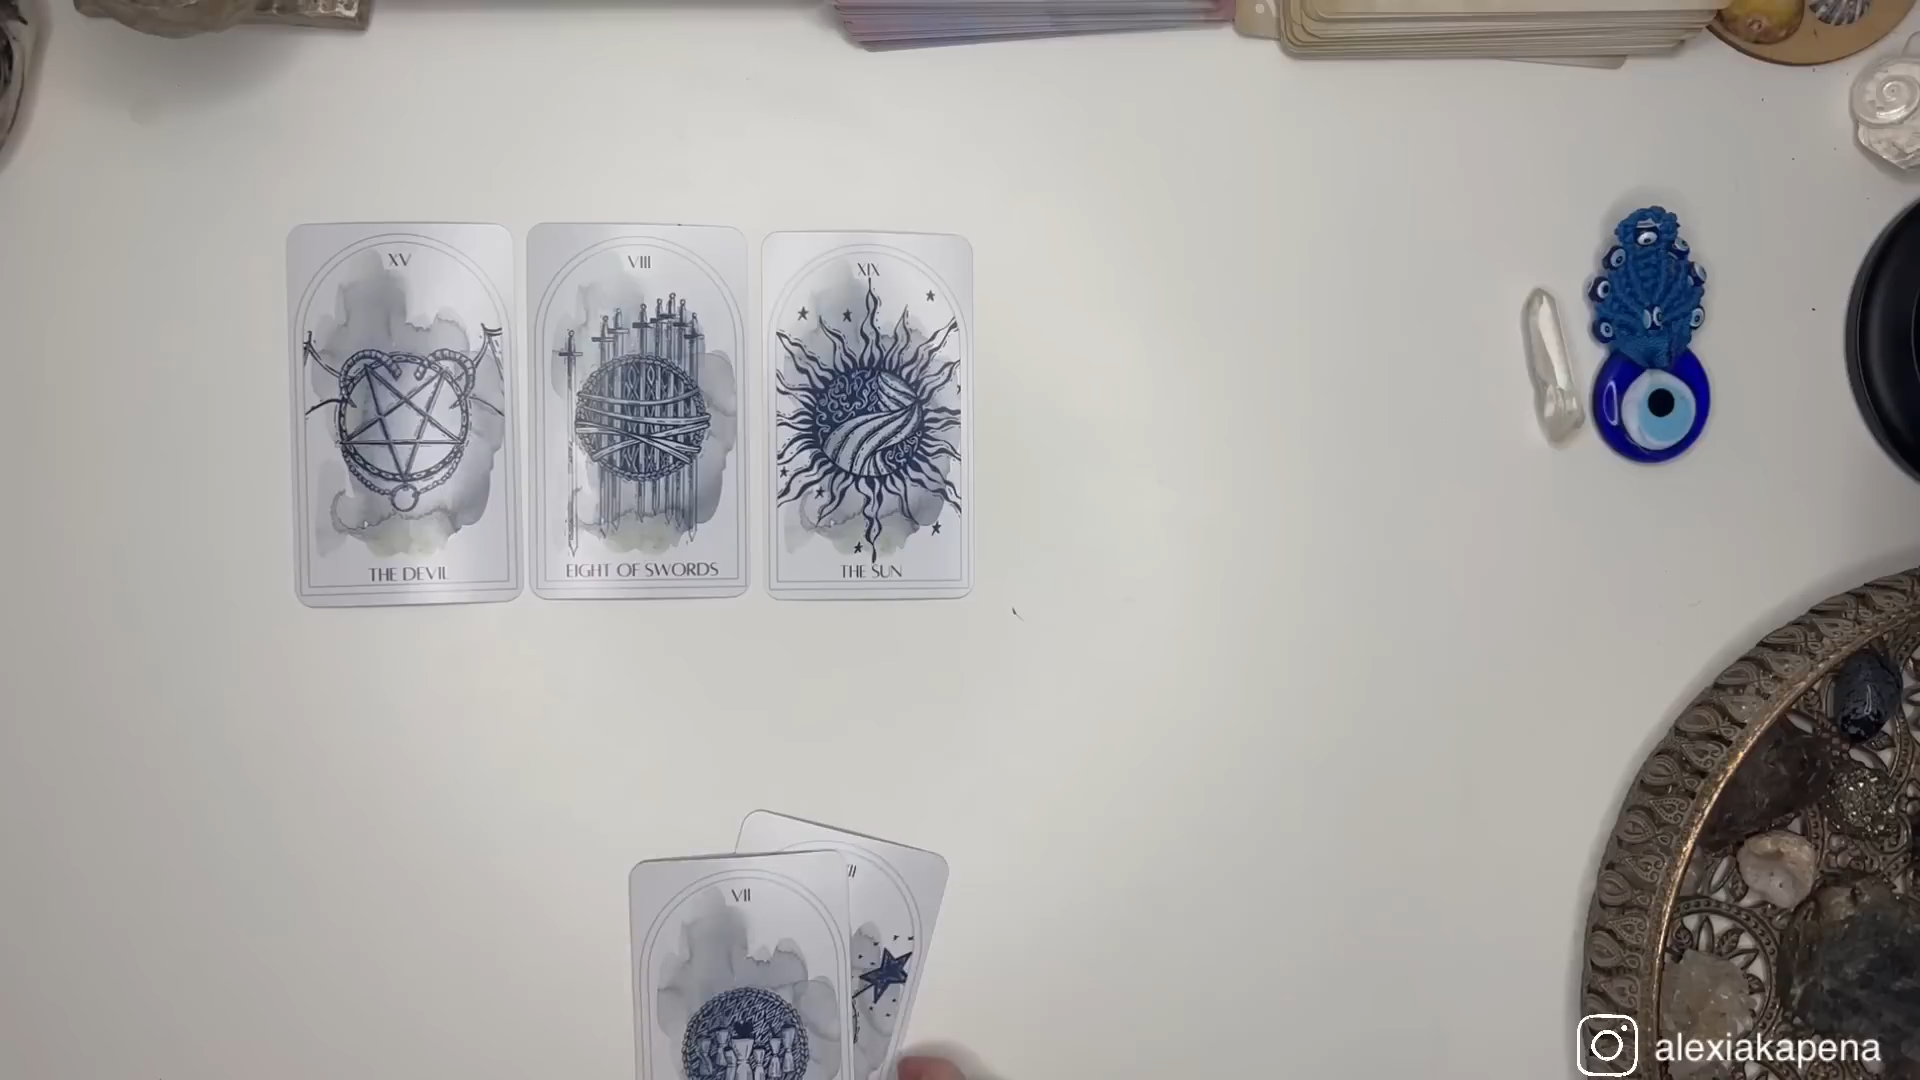 XV
THE DEVIL
VIII
EIGHT OF SWORDS
XIX
THE SUN
VII
alexiakapena